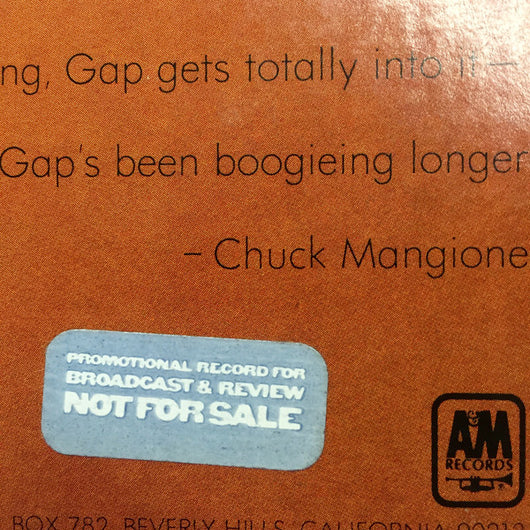 ng, Gap gets totally into it –
Gap's been boogieing longer
– Chuck Mangione
PROMOTIONAL RECORD FOR
BROADCAST & REVIEW
NOT FOR SALE
A&M
RECORDS
BOX 782, BEVERLY HILLS, CALIFORNIA 90213